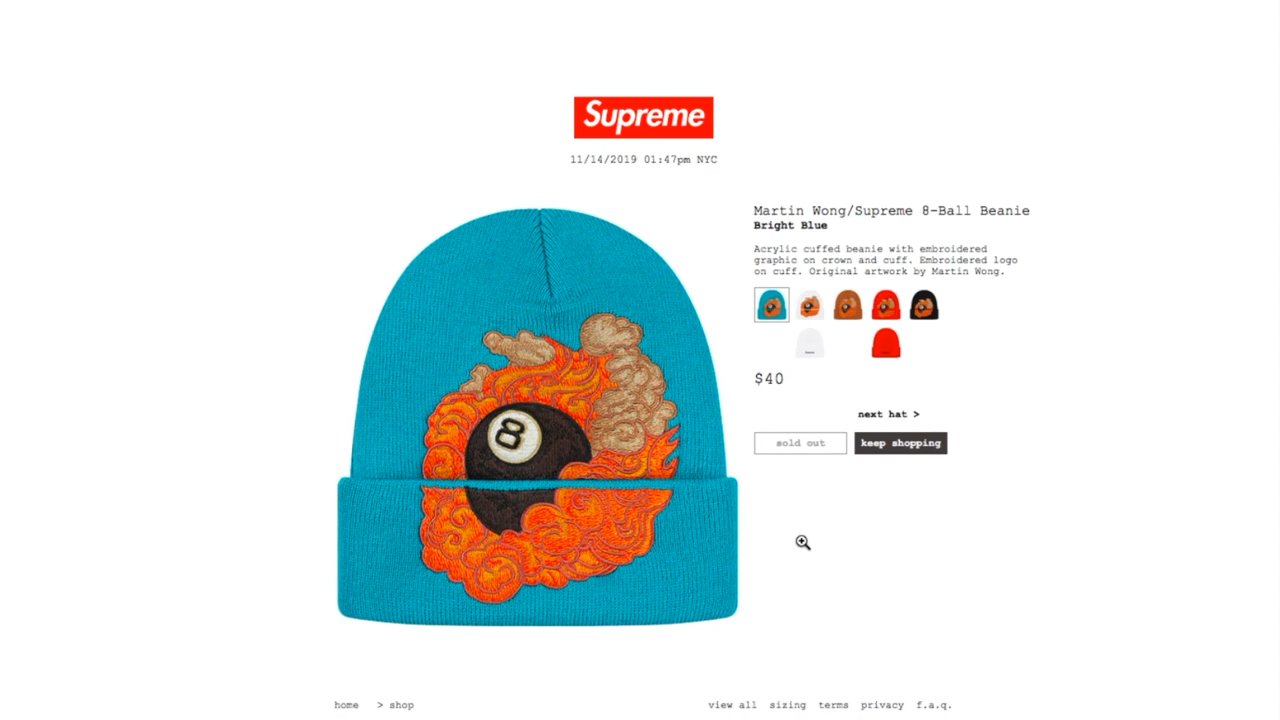 Supreme
11/14/2019 01:47pm NYC
Martin Wong/Supreme 8-Ball Beanie
Bright Blue
Acrylic cuffed beanie with embroidered
graphic on crown and cuff. Embroidered logo
on cuff. Original artwork by Martin Wong.
$40
next hat >
sold out
keep shopping
8
home > shop
view all sizing terms privacy f.a.q.